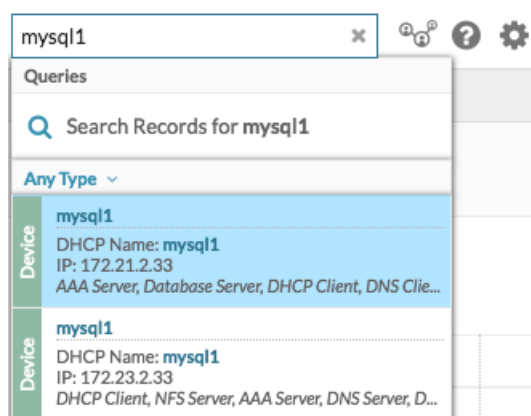 mysql1
Queries
Search Records for mysql1
Any Type
Device
mysql1
DHCP Name: mysql1
IP: 172.21.2.33
AAA Server, Database Server, DHCP Client, DNS Clie...
Device
mysql1
DHCP Name: mysql1
IP: 172.23.2.33
DHCP Client, NFS Server, AAA Server, DNS Server, D...